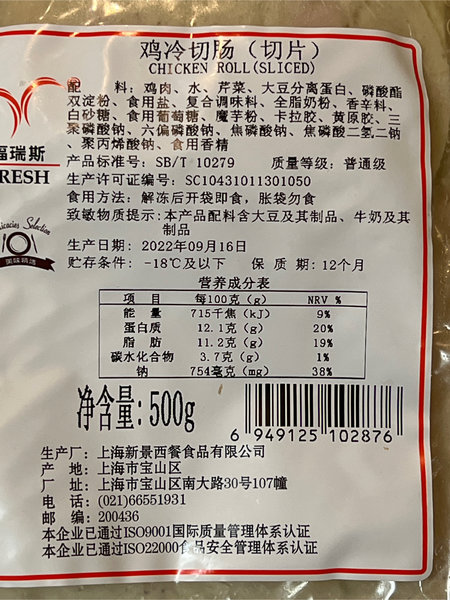 鸡冷切肠（切片）
CHICKEN ROLL(SLICED)
配 料: 鸡肉、水、芹菜、大豆分离蛋白、磷酸酯
双淀粉、食用盐、复合调味料、全脂奶粉、香辛料、
白砂糖、食用葡萄糖、魔芋粉、卡拉胶、黄原胶、三
聚磷酸钠、六偏磷酸钠、焦磷酸钠、焦磷酸二氢二钠
、聚丙烯酸钠、食用香精
福瑞斯
FRESH
产品标准号: SB/T 10279 质量等级: 普通级
生产许可证编号: SC10431011301050
食用方法: 解冻后开袋即食, 胀袋勿食
致敏物质提示: 本产品配料含大豆及其制品、牛奶及其
制品
Delicacies Selection
美味精选
生产日期: 2022年09月16日
贮存条件: -18℃及以下 保 质 期: 12个月
营养成分表
项 目 每100克(g) NRV %
能 量 715千焦(kJ) 9%
蛋白质 12.1克(g) 20%
脂 肪 11.2克(g) 19%
碳水化合物 3.7克(g) 1%
钠 754毫克(mg) 38%
净含量: 500g
6 949125 102876
生产厂: 上海新景西餐食品有限公司
产 地: 上海市宝山区
厂 址: 上海市宝山区南大路30号107幢
电 话: (021)66551931
邮 编: 200436
本企业已通过ISO9001国际质量管理体系认证
本企业已通过ISO22000食品安全管理体系认证